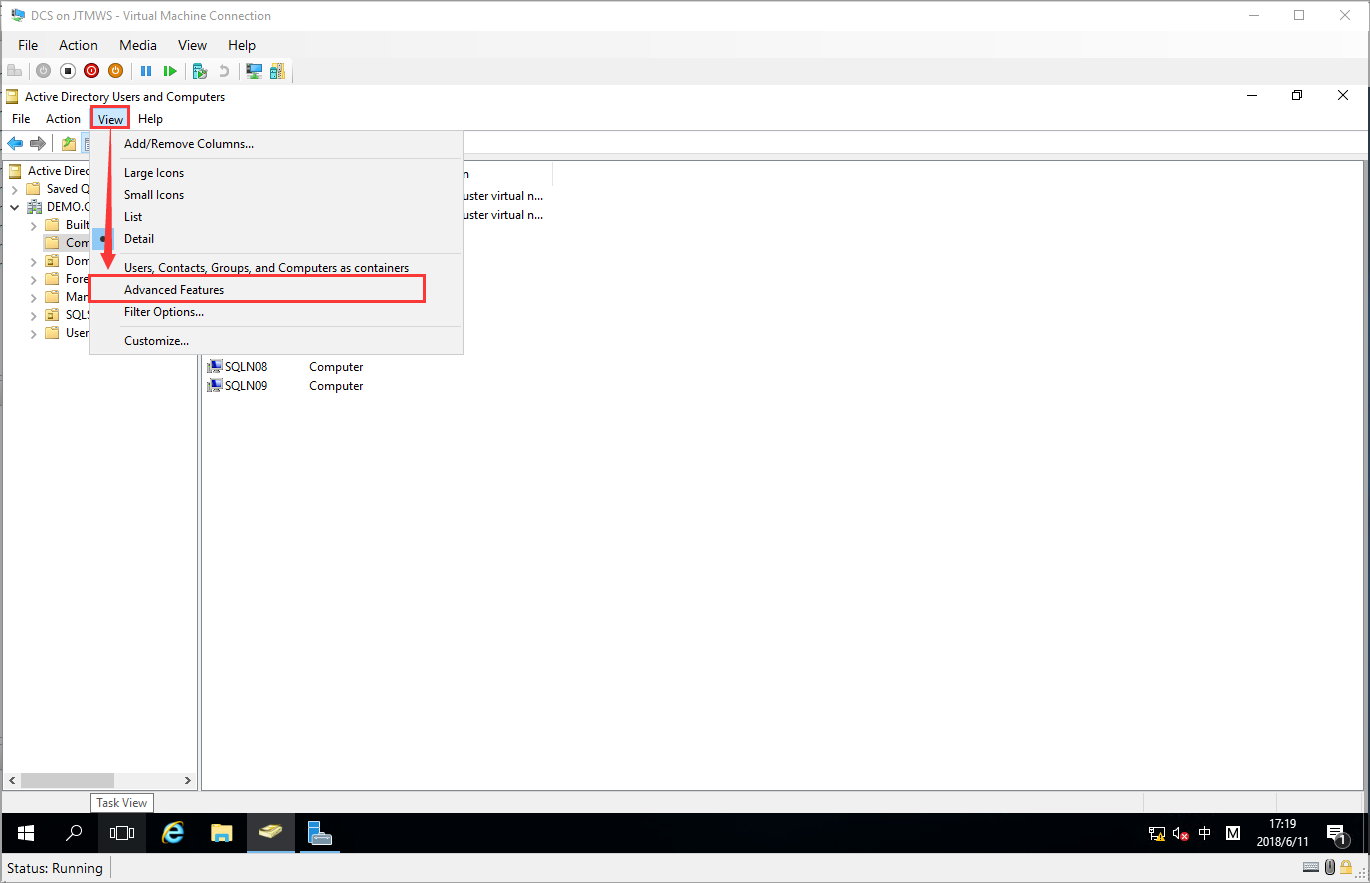 DCS on JTMWS - Virtual Machine Connection
File Action Media View Help
Active Directory Users and Computers
File Action View Help
Add/Remove Columns...
Large Icons
Small Icons
List
Detail
Users, Contacts, Groups, and Computers as containers
Advanced Features
Filter Options...
Customize...
Active Direc
Saved Q
DEMO.
Built
Com
Dom
Fore
Man
SQLS
User
n
uster virtual n...
uster virtual n...
SQLN08 Computer
SQLN09 Computer
Task View
中 M 17:19
2018/6/11
1
Status: Running